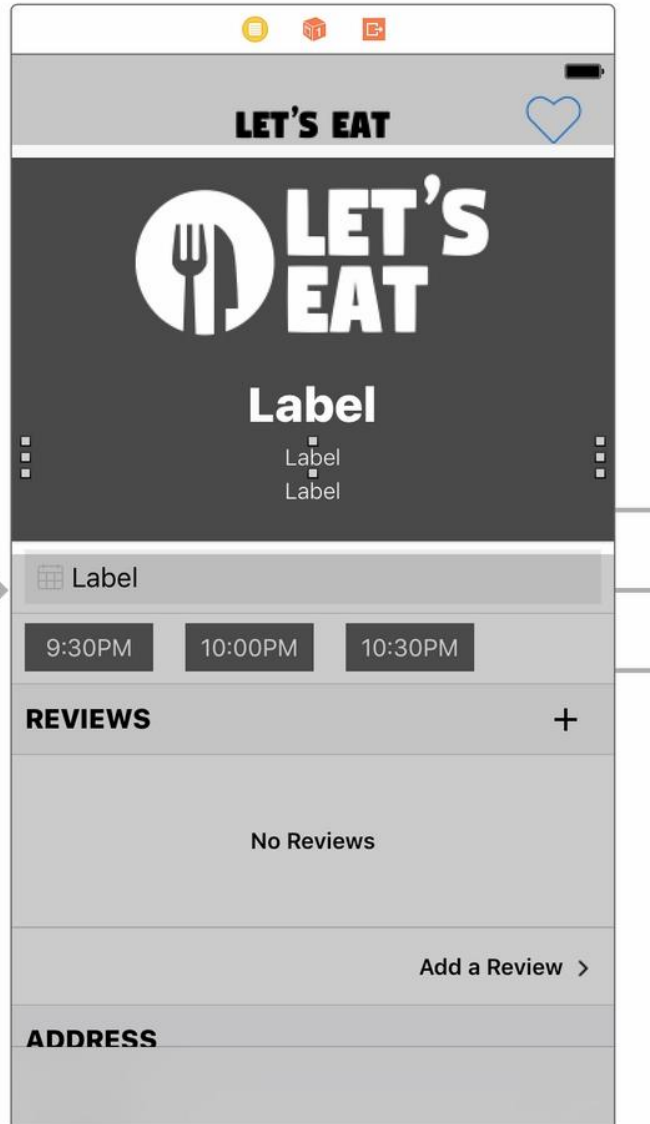 LET'S EAT
LET'S
EAT
Label
Label
Label
Label
9:30PM 10:00PM 10:30PM
REVIEWS +
No Reviews
Add a Review >
ADDRESS